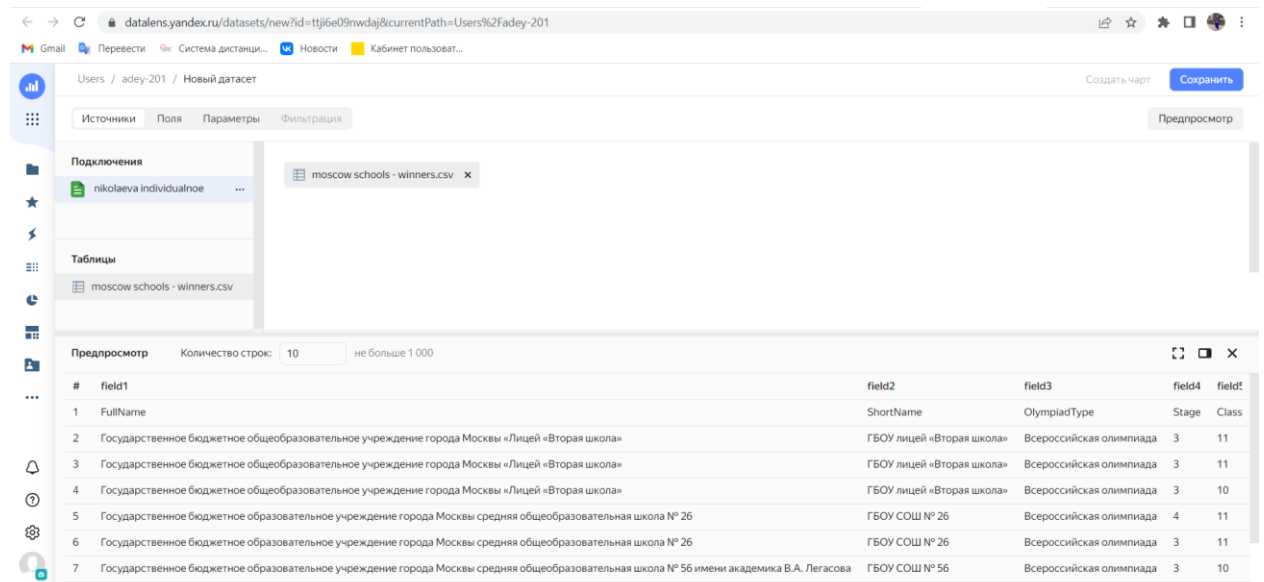 datalens.yandex.ru/datasets/new?id=ttji6e09nwdaj&currentPath=Users%2Fadey-201
Gmail Перевести Система дистанци... Новости Кабинет пользоват...
Users / adey-201 / Новый датасет Создать чарт Сохранить
Источники Поля Параметры Фильтрация Предпросмотр
Подключения
moscow schools - winners.csv x
nikolaeva individualnoe ...
Таблицы
moscow schools - winners.csv
Предпросмотр Количество строк: 10 не больше 1 000
# field1 field2 field3 field4 field5
1 FullName ShortName OlympiadType Stage Class
2 Государственное бюджетное общеобразовательное учреждение города Москвы «Лицей «Вторая школа» ГБОУ лицей «Вторая школа» Всероссийская олимпиада 3 11
3 Государственное бюджетное общеобразовательное учреждение города Москвы «Лицей «Вторая школа» ГБОУ лицей «Вторая школа» Всероссийская олимпиада 3 11
4 Государственное бюджетное общеобразовательное учреждение города Москвы «Лицей «Вторая школа» ГБОУ лицей «Вторая школа» Всероссийская олимпиада 3 10
5 Государственное бюджетное образовательное учреждение города Москвы средняя общеобразовательная школа № 26 ГБОУ СОШ № 26 Всероссийская олимпиада 4 11
6 Государственное бюджетное образовательное учреждение города Москвы средняя общеобразовательная школа № 26 ГБОУ СОШ № 26 Всероссийская олимпиада 3 11
7 Государственное бюджетное образовательное учреждение города Москвы средняя общеобразовательная школа № 56 имени академика В.А. Легасова ГБОУ СОШ № 56 Всероссийская олимпиада 3 10